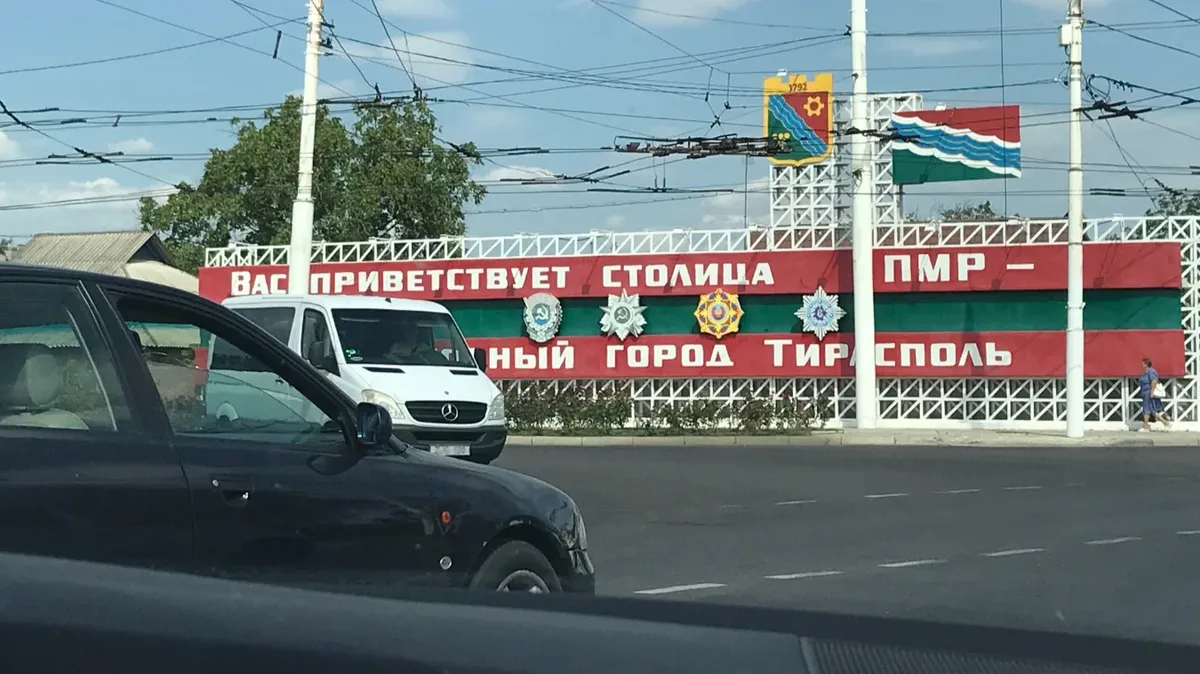 1792
Вас приветствует столица ПМР –
ный город Тирасполь